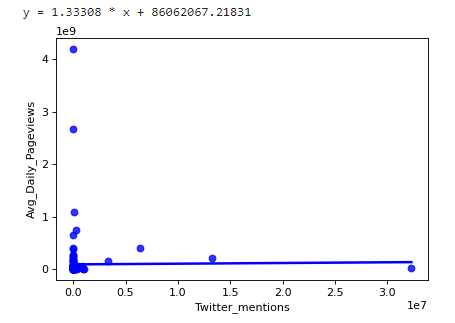 y = 1.33308 * x + 86062067.21831
1e9
4
3
2
1
0
Avg_Daily_Pageviews
0.0 0.5 1.0 1.5 2.0 2.5 3.0
1e7
Twitter_mentions